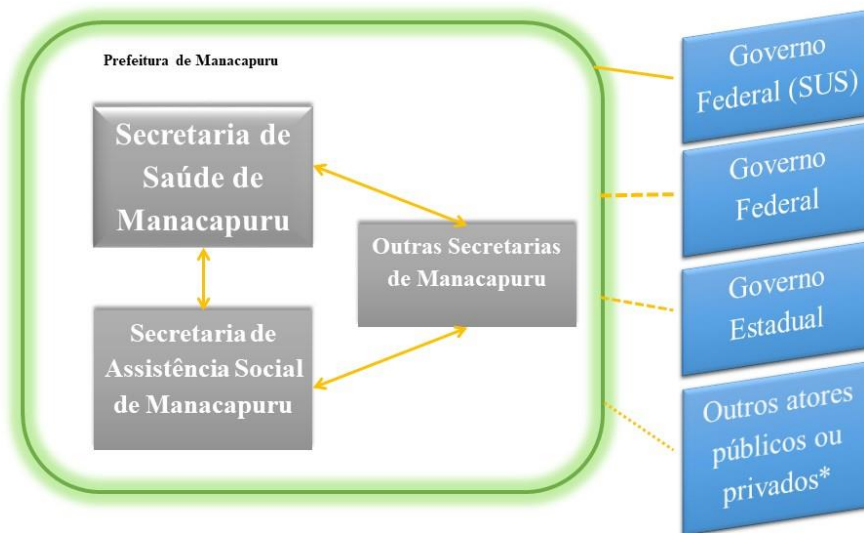 Prefeitura de Manacapuru
Secretaria de
Saúde de
Manacapuru
Outras Secretarias
de Manacapuru
Secretaria de
Assistência Social
de Manacapuru
Governo
Federal (SUS)
Governo
Federal
Governo
Estadual
Outros atores
públicos ou
privados*